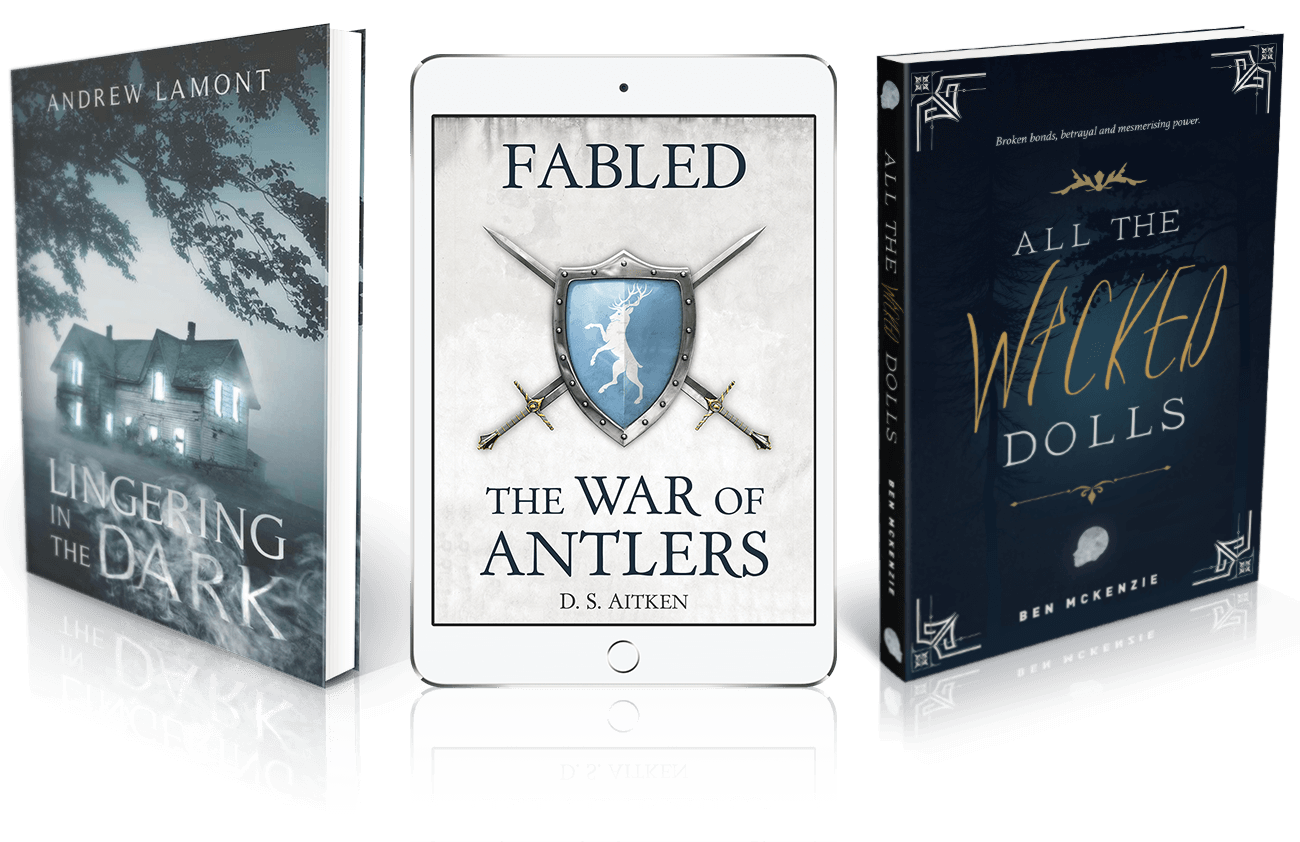 ANDREW LAMONT
LINGERING
IN
THE DARK
FABLED
THE WAR OF
ANTLERS
D. S. AITKEN
ALL THE WICKED DOLLS
BEN MCKENZIE
Broken bonds, betrayal and mesmerising power.
ALL THE
WICKED
DOLLS
BEN MCKENZIE